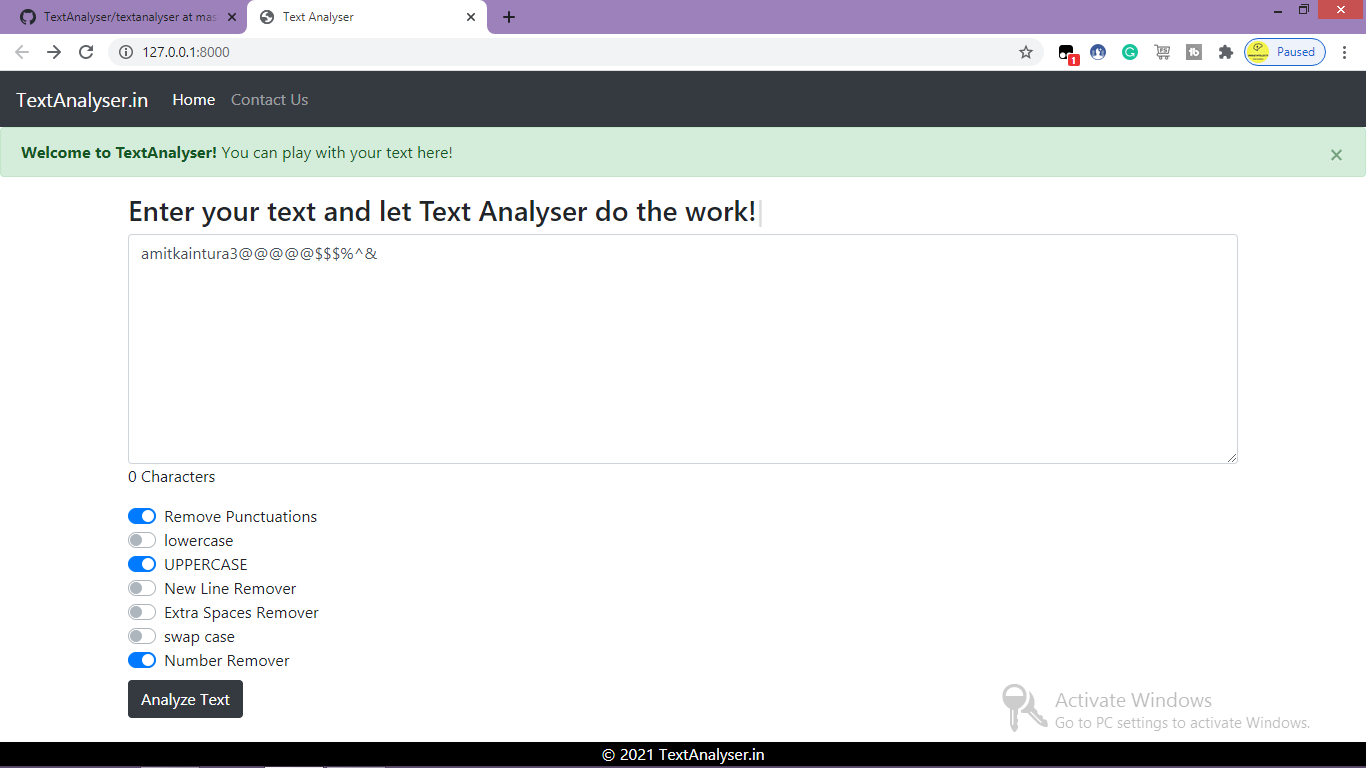 TextAnalyser/textanalyser at mas
Text Analyser
127.0.0.1:8000
1
Paused
TextAnalyser.in Home Contact Us
Welcome to TextAnalyser! You can play with your text here!
Enter your text and let Text Analyser do the work!
amitkaintura3@@@@@$$$%^&
0 Characters
Remove Punctuations
lowercase
UPPERCASE
New Line Remover
Extra Spaces Remover
swap case
Number Remover
Analyze Text
Activate Windows
Go to PC settings to activate Windows.
© 2021 TextAnalyser.in